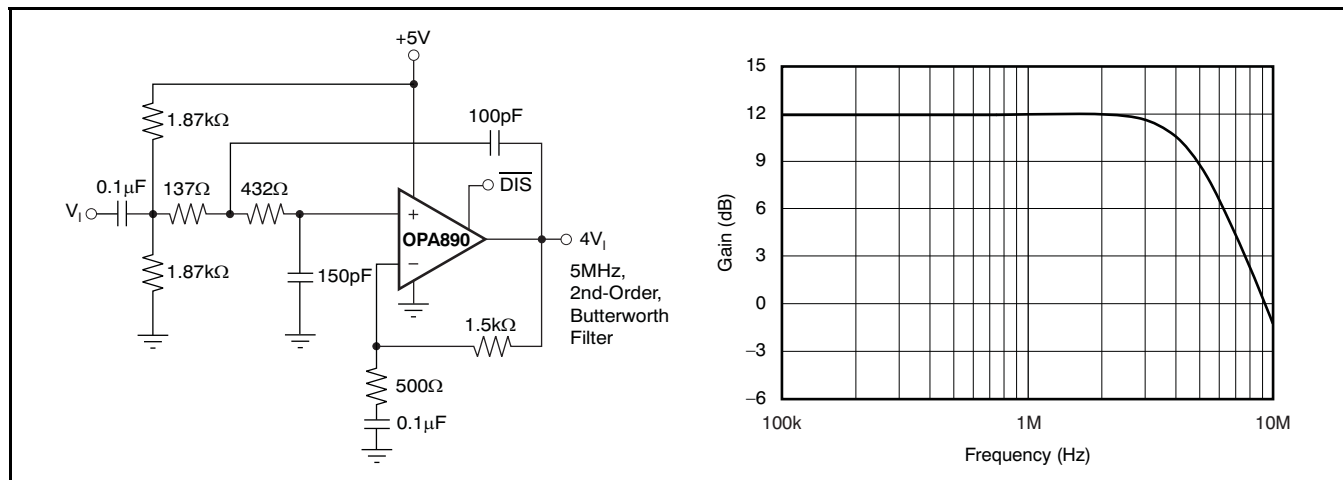 +5V
1.87kΩ
100pF
0.1μF
137Ω
432Ω
DIS
V_I
+
OPA890
−
4V_I
1.87kΩ
150pF
5MHz,
2nd-Order,
Butterworth
Filter
1.5kΩ
500Ω
0.1μF
15
12
9
6
3
0
−3
−6
Gain (dB)
100k
1M
10M
Frequency (Hz)